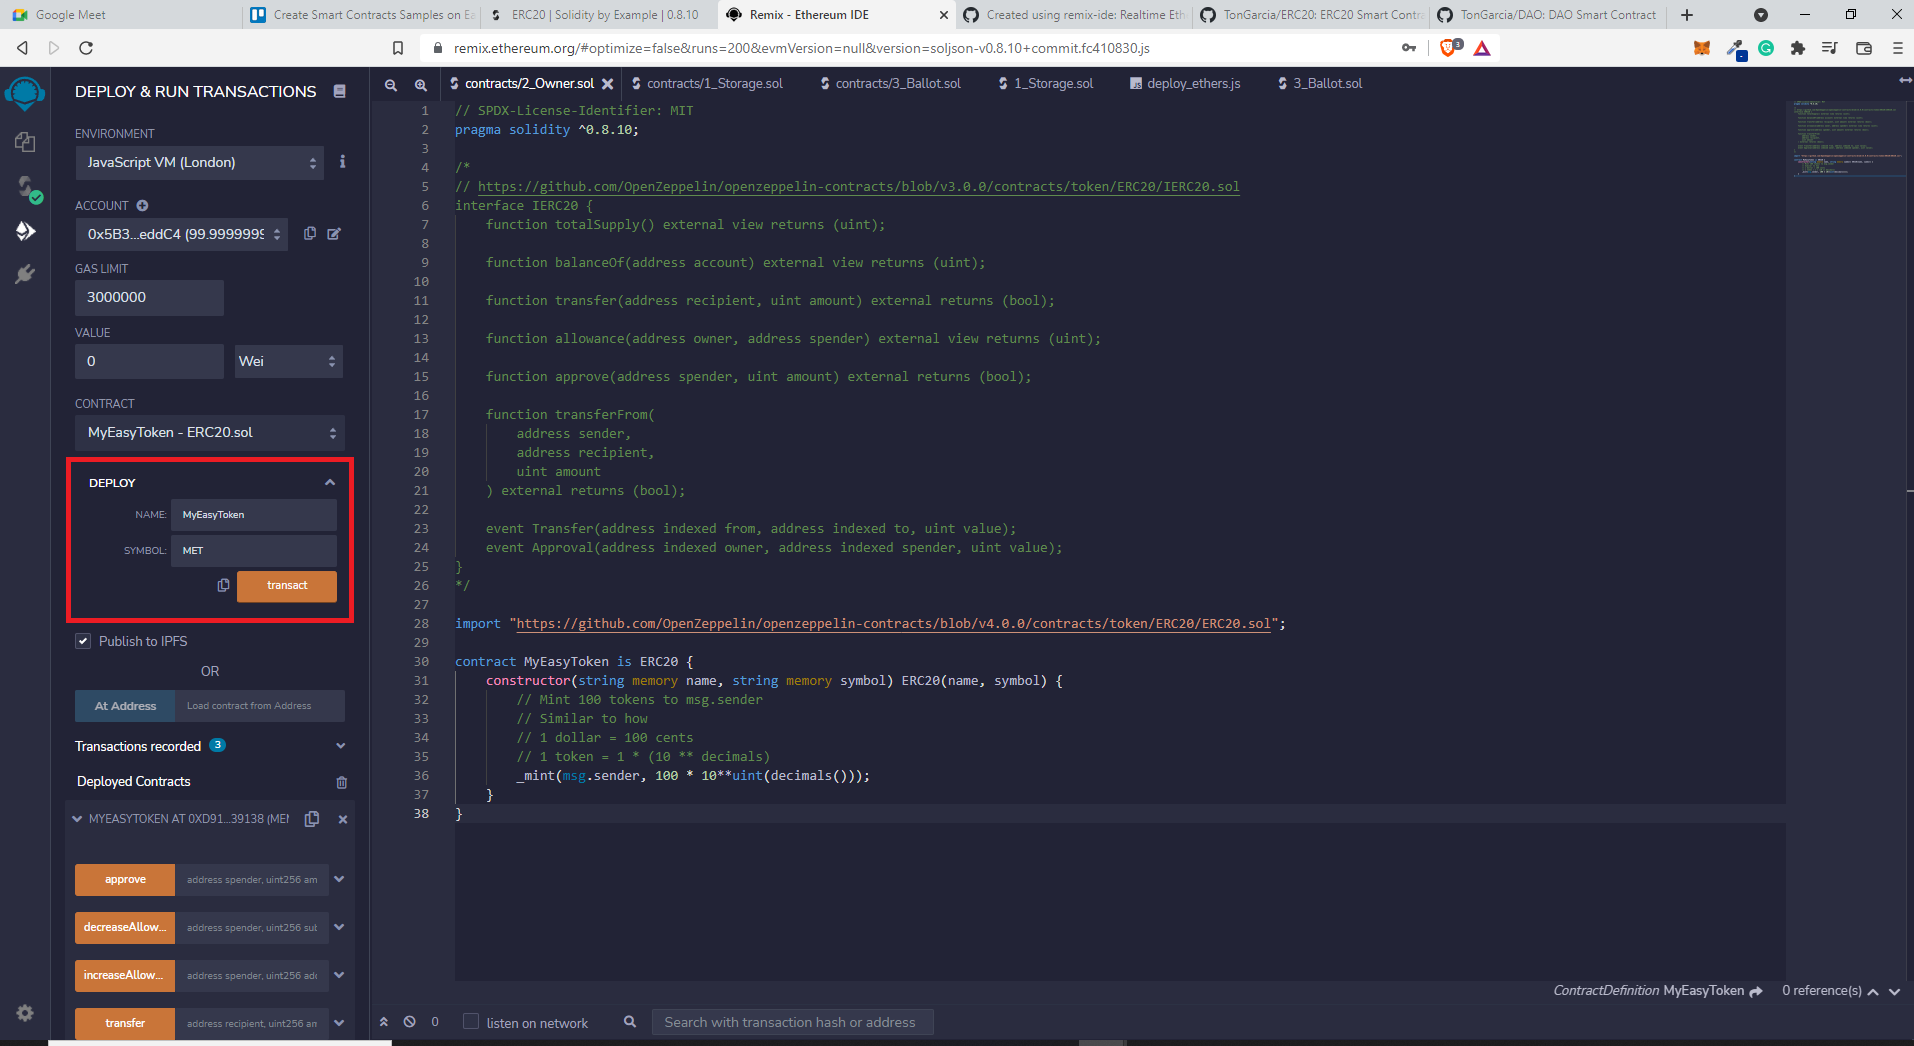 Google Meet
Create Smart Contracts Samples on Ea
ERC20 | Solidity by Example | 0.8.10
Remix - Ethereum IDE
Created using remix-ide: Realtime Eth
TonGarcia/ERC20: ERC20 Smart Contra
TonGarcia/DAO: DAO Smart Contract
remix.ethereum.org/#optimize=false&runs=200&evmVersion=null&version=soljson-v0.8.10+commit.fc410830.js
3
DEPLOY & RUN TRANSACTIONS
ENVIRONMENT
JavaScript VM (London)
ACCOUNT
0x5B3...eddC4 (99.9999999
GAS LIMIT
3000000
VALUE
0
Wei
CONTRACT
MyEasyToken - ERC20.sol
DEPLOY
NAME:
MyEasyToken
SYMBOL:
MET
transact
Publish to IPFS
OR
At Address
Load contract from Address
Transactions recorded 3
Deployed Contracts
MYEASYTOKEN AT 0XD91...39138 (MEM
approve
address spender, uint256 am
decreaseAllow...
address spender, uint256 sub
increaseAllow...
address spender, uint256 add
transfer
address recipient, uint256 am
contracts/2_Owner.sol
contracts/1_Storage.sol
contracts/3_Ballot.sol
1_Storage.sol
deploy_ethers.js
3_Ballot.sol
1 // SPDX-License-Identifier: MIT
2 pragma solidity ^0.8.10;
3
4 /*
5 // https://github.com/OpenZeppelin/openzeppelin-contracts/blob/v3.0.0/contracts/token/ERC20/IERC20.sol
6 interface IERC20 {
7 function totalSupply() external view returns (uint);
8
9 function balanceOf(address account) external view returns (uint);
10
11 function transfer(address recipient, uint amount) external returns (bool);
12
13 function allowance(address owner, address spender) external view returns (uint);
14
15 function approve(address spender, uint amount) external returns (bool);
16
17 function transferFrom(
18 address sender,
19 address recipient,
20 uint amount
21 ) external returns (bool);
22
23 event Transfer(address indexed from, address indexed to, uint value);
24 event Approval(address indexed owner, address indexed spender, uint value);
25 }
26 */
27
28 import "https://github.com/OpenZeppelin/openzeppelin-contracts/blob/v4.0.0/contracts/token/ERC20/ERC20.sol";
29
30 contract MyEasyToken is ERC20 {
31 constructor(string memory name, string memory symbol) ERC20(name, symbol) {
32 // Mint 100 tokens to msg.sender
33 // Similar to how
34 // 1 dollar = 100 cents
35 // 1 token = 1 * (10 ** decimals)
36 _mint(msg.sender, 100 * 10**uint(decimals()));
37 }
38 }
ContractDefinition MyEasyToken
0 reference(s)
0
listen on network
Search with transaction hash or address